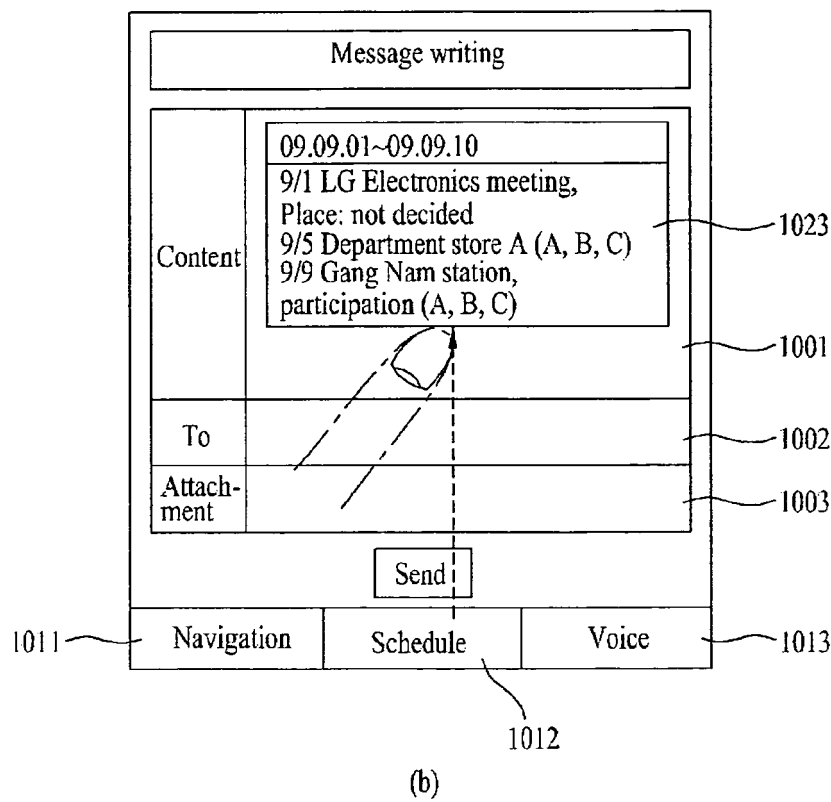 Message writing
09.09.01~09.09.10
9/1 LG Electronics meeting,
Place: not decided
9/5 Department store A (A, B, C)
9/9 Gang Nam station,
participation (A, B, C)
Content
1023
1001
To
1002
Attach-
ment
1003
Send
1011
Navigation
Schedule
Voice
1013
1012
(b)